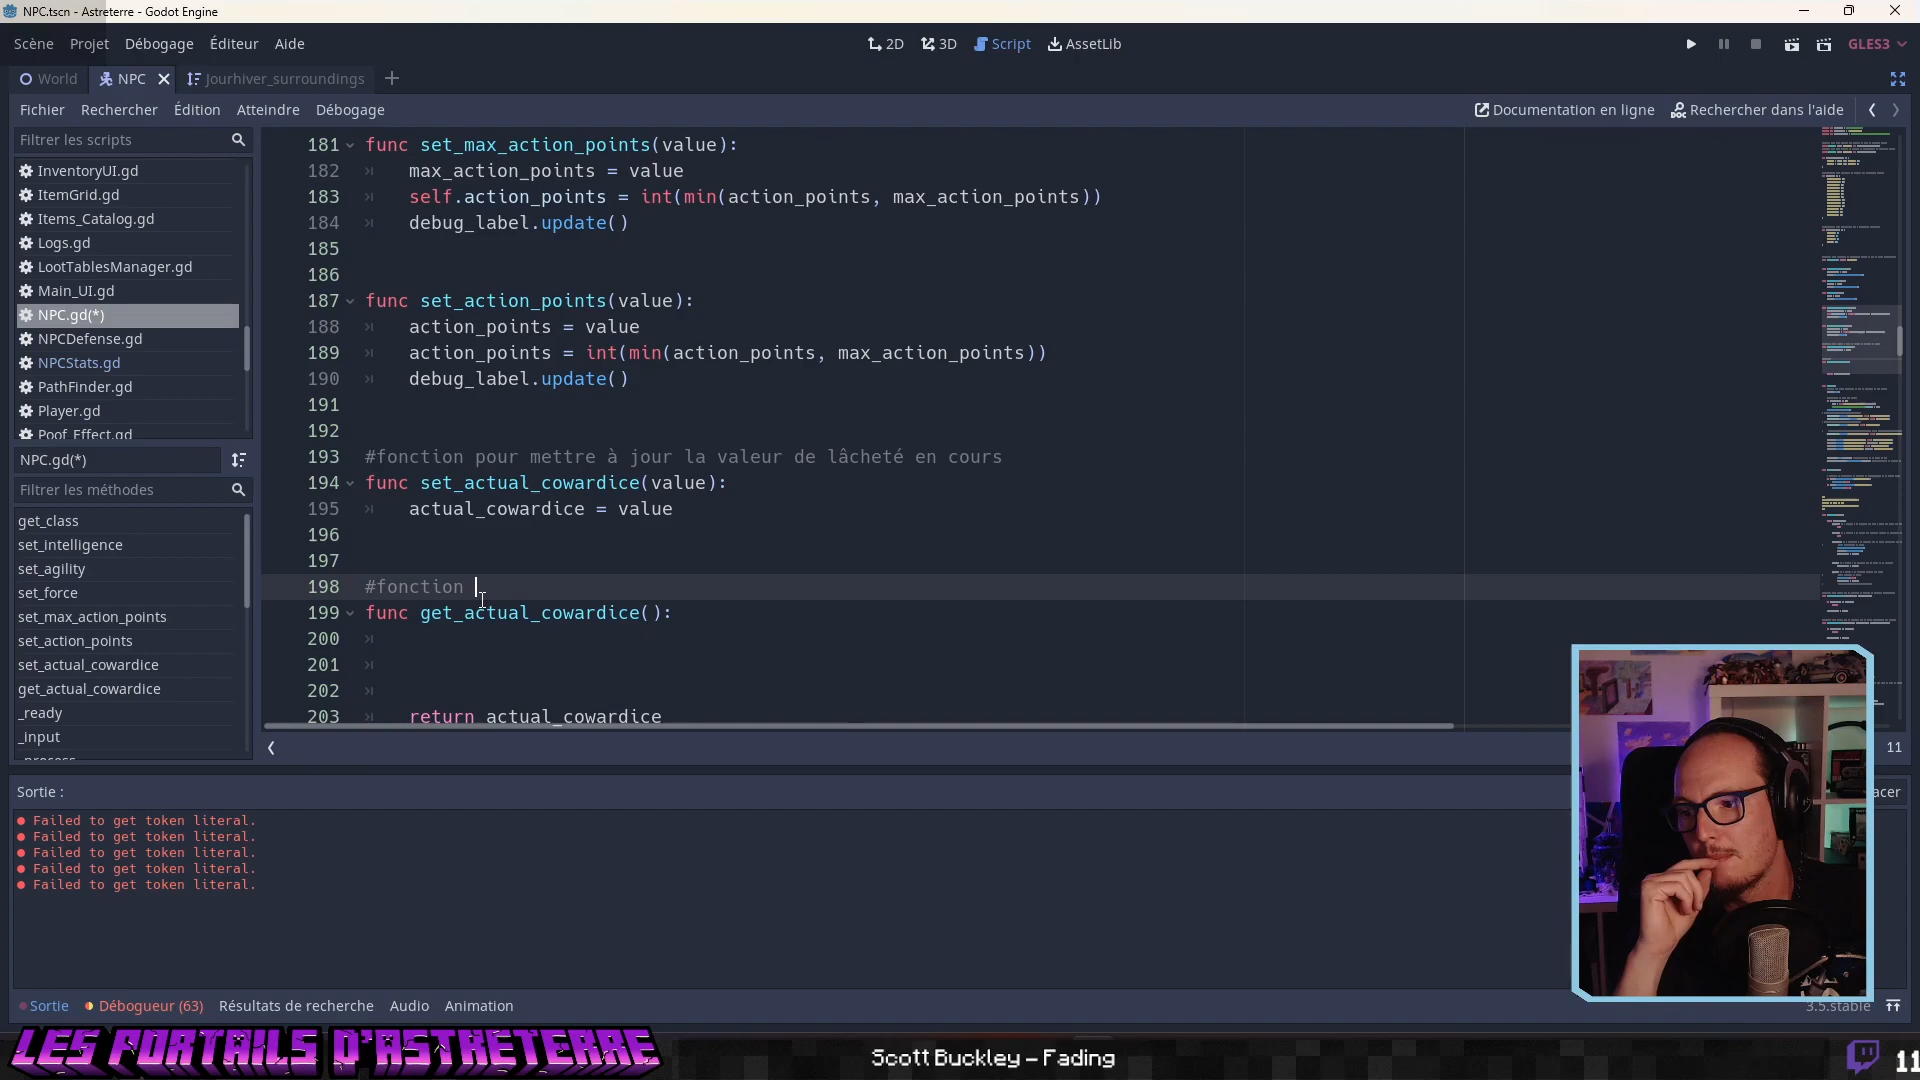 NPC.tscn - Astreterre - Godot Engine
Scène Projet Débogage Éditeur Aide
2D 3D Script AssetLib
GLES3
World NPC Jourhiver_surroundings
Fichier Rechercher Édition Atteindre Débogage
Documentation en ligne Rechercher dans l'aide
Filtrer les scripts
InventoryUI.gd
ItemGrid.gd
Items_Catalog.gd
Logs.gd
LootTablesManager.gd
Main_UI.gd
NPC.gd(*)
NPCDefense.gd
NPCStats.gd
PathFinder.gd
Player.gd
Poof_Effect.gd
NPC.gd(*)
Filtrer les méthodes
get_class
set_intelligence
set_agility
set_force
set_max_action_points
set_action_points
set_actual_cowardice
get_actual_cowardice
_ready
_input
_process
181 func set_max_action_points(value):
182 max_action_points = value
183 self.action_points = int(min(action_points, max_action_points))
184 debug_label.update()
185
186
187 func set_action_points(value):
188 action_points = value
189 action_points = int(min(action_points, max_action_points))
190 debug_label.update()
191
192
193 #fonction pour mettre à jour la valeur de lâcheté en cours
194 func set_actual_cowardice(value):
195 actual_cowardice = value
196
197
198 #fonction
199 func get_actual_cowardice():
200
201
202
203 return actual_cowardice
11
Sortie :
acer
Failed to get token literal.
Failed to get token literal.
Failed to get token literal.
Failed to get token literal.
Failed to get token literal.
Sortie Débogueur (63) Résultats de recherche Audio Animation
3.5.stable
LES PORTAILS D'ASTRETERRE
Scott Buckley – Fading
11